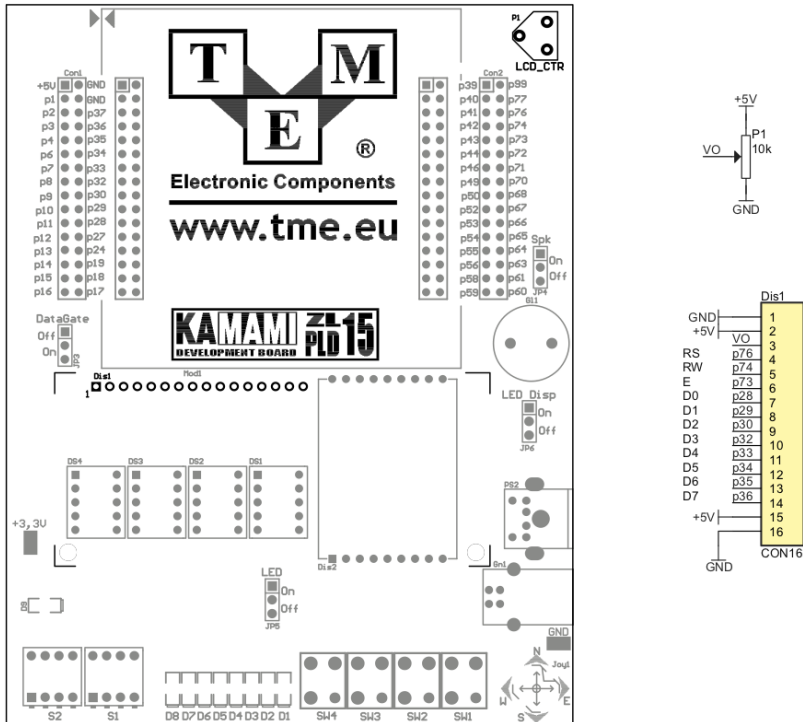 P1
LCD_CTR
T M E ®
Electronic Components
www.tme.eu
Con1
+5V GND
p1 GND
p2 p37
p3 p36
p4 p35
p6 p34
p7 p33
p8 p32
p9 p30
p10 p29
p11 p28
p12 p27
p13 p24
p14 p19
p15 p18
p16 p17
Con2
p39 p99
p40 p77
p41 p76
p42 p74
p43 p73
p44 p72
p46 p71
p49 p70
p50 p68
p52 p67
p53 p66
p54 p65
p55 p64
p56 p63
p58 p61
p59 p60
Spk
On
Off
JP4
Gl1
DataGate
Off
On
JP3
KAMAMI ZL PLD 15
DEVELOPMENT BOARD
Dis1
1
Mod1
LED Disp
On
Off
JP6
DS4 DS3 DS2 DS1
PS2
+3,3V
Dis2
D9
LED
On
Off
JP5
Gn1
GND
N
Joy1
W E
S
S2 S1
D8 D7 D6 D5 D4 D3 D2 D1
SW4 SW3 SW2 SW1
+5V
P1
VO 10k
GND
Dis1
GND 1
+5V 2
VO 3
RS p76 4
RW p74 5
E p73 6
D0 p28 7
D1 p29 8
D2 p30 9
D3 p32 10
D4 p33 11
D5 p34 12
D6 p35 13
D7 p36 14
+5V 15
16
GND
CON16